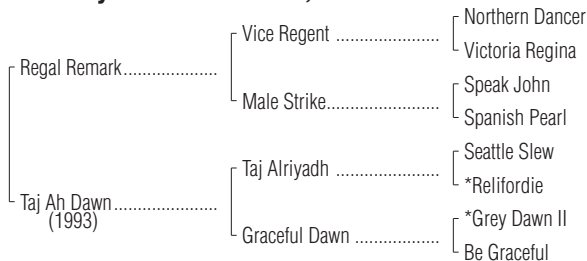 Northern Dancer
Vice Regent ....................
Victoria Regina
Regal Remark..................
Speak John
Male Strike......................
Spanish Pearl
Seattle Slew
Taj Alriyadh ....................
*Relifordie
Taj Ah Dawn....................
(1993)
*Grey Dawn II
Graceful Dawn ................
Be Graceful